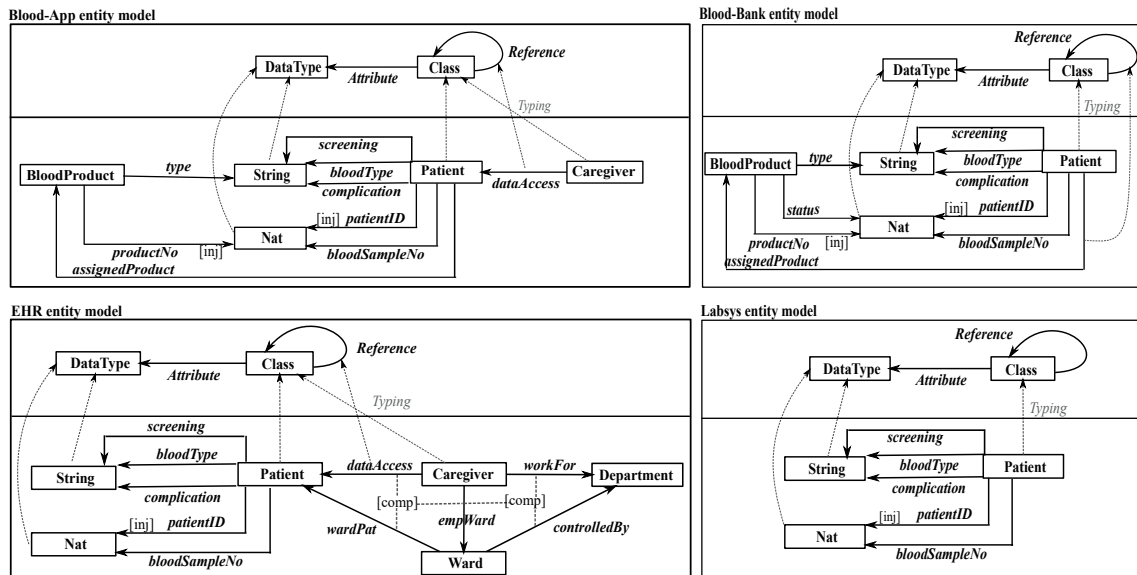 Blood-App entity model
Reference
DataType
Attribute
Class
Typing
screening
BloodProduct
type
String
bloodType
Patient
complication
dataAccess
Caregiver
[inj] patientID
Nat
productNo
[inj]
bloodSampleNo
assignedProduct
Blood-Bank entity model
Reference
DataType
Attribute
Class
Typing
screening
BloodProduct
type
String
bloodType
Patient
complication
status
[inj] patientID
Nat
productNo
[inj]
bloodSampleNo
assignedProduct
EHR entity model
Reference
DataType
Attribute
Class
Typing
screening
bloodType
String
Patient
dataAccess
Caregiver
workFor
Department
complication
[comp]
[comp]
[inj] patientID
wardPat
empWard
controlledBy
Nat
bloodSampleNo
Ward
Labsys entity model
Reference
DataType
Attribute
Class
Typing
screening
String
bloodType
Patient
complication
[inj] patientID
Nat
bloodSampleNo